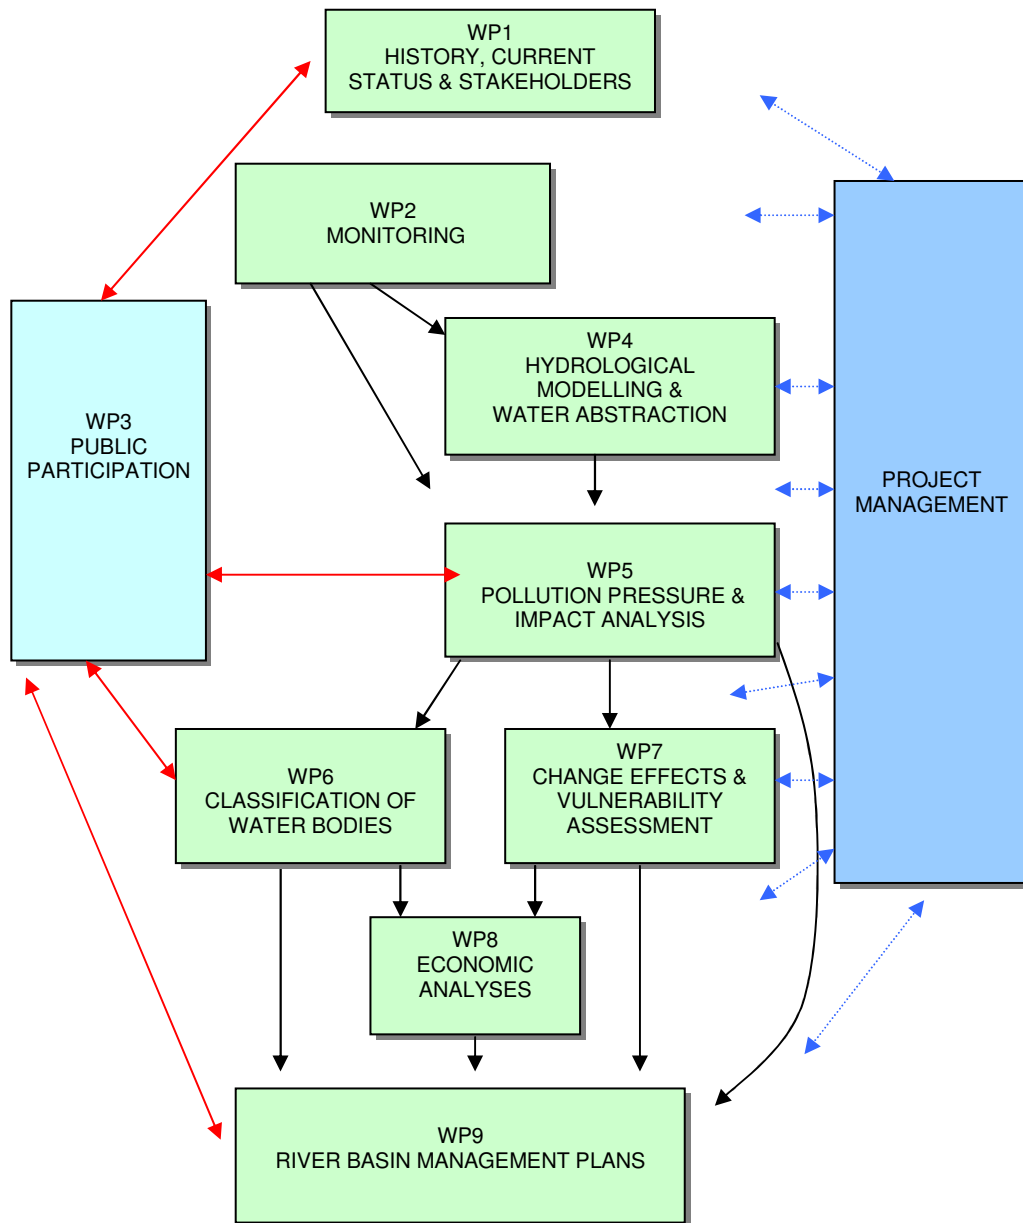 WP1
HISTORY, CURRENT
STATUS & STAKEHOLDERS
WP2
MONITORING
WP4
HYDROLOGICAL
MODELLING &
WATER ABSTRACTION
WP3
PUBLIC
PARTICIPATION
PROJECT
MANAGEMENT
WP5
POLLUTION PRESSURE &
IMPACT ANALYSIS
WP6
CLASSIFICATION OF
WATER BODIES
WP7
CHANGE EFFECTS &
VULNERABILITY
ASSESSMENT
WP8
ECONOMIC
ANALYSES
WP9
RIVER BASIN MANAGEMENT PLANS